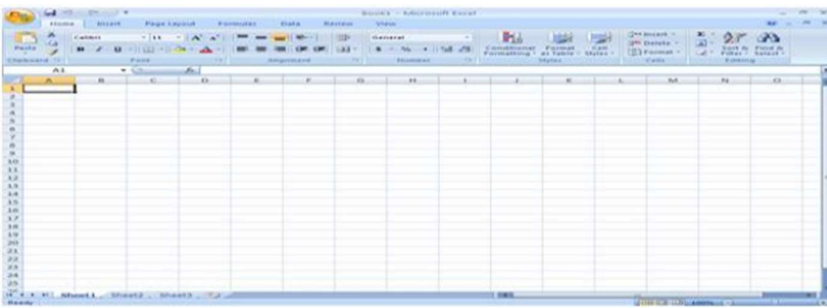 Book1 - Microsoft Excel
Home Insert Page Layout Formulas Data Review View
Paste
Calibri 11
General
Conditional Formatting
Format as Table
Cell Styles
Insert
Delete
Format
Sort & Filter
Find & Select
Clipboard Font Alignment Number Styles Cells Editing
A1 fx
A B C D E F G H I J K L M N O
1
2
3
4
5
6
7
8
9
10
11
12
13
14
15
16
17
18
19
20
21
22
23
24
25
Sheet1 Sheet2 Sheet3
Ready 100%